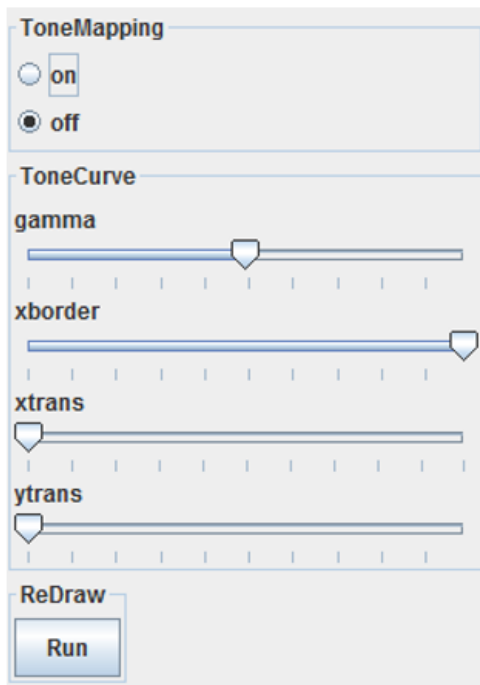 ToneMapping
on
off
ToneCurve
gamma
xborder
xtrans
ytrans
ReDraw
Run